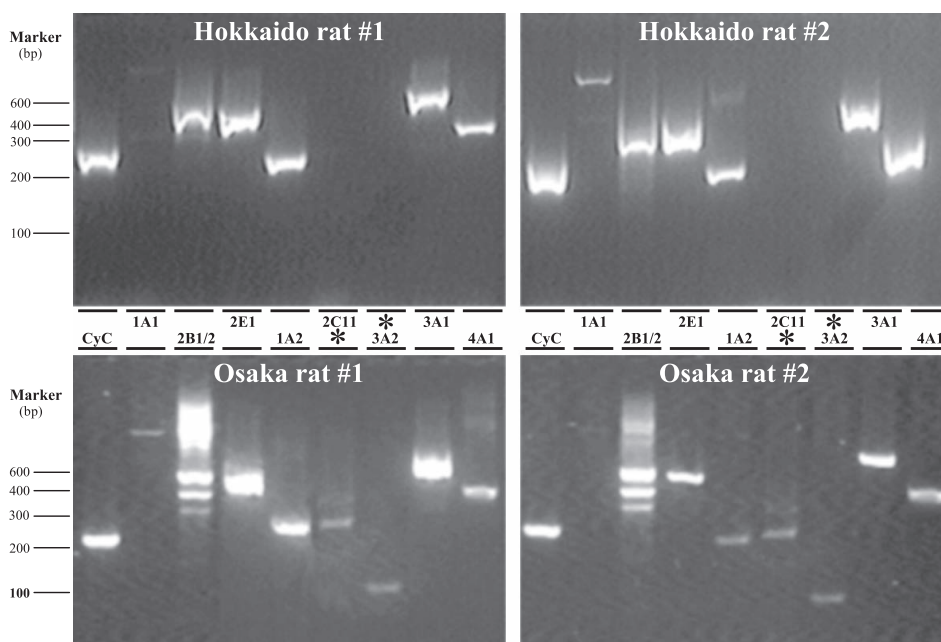 Hokkaido rat #1
Hokkaido rat #2
Marker
(bp)
600
400
300
200
100
1A1 2E1 2C11 * 3A1 1A1 2E1 2C11 * 3A1
CyC 2B1/2 1A2 * 3A2 4A1 CyC 2B1/2 1A2 * 3A2 4A1
Osaka rat #1
Osaka rat #2
Marker
(bp)
600
400
300
200
100